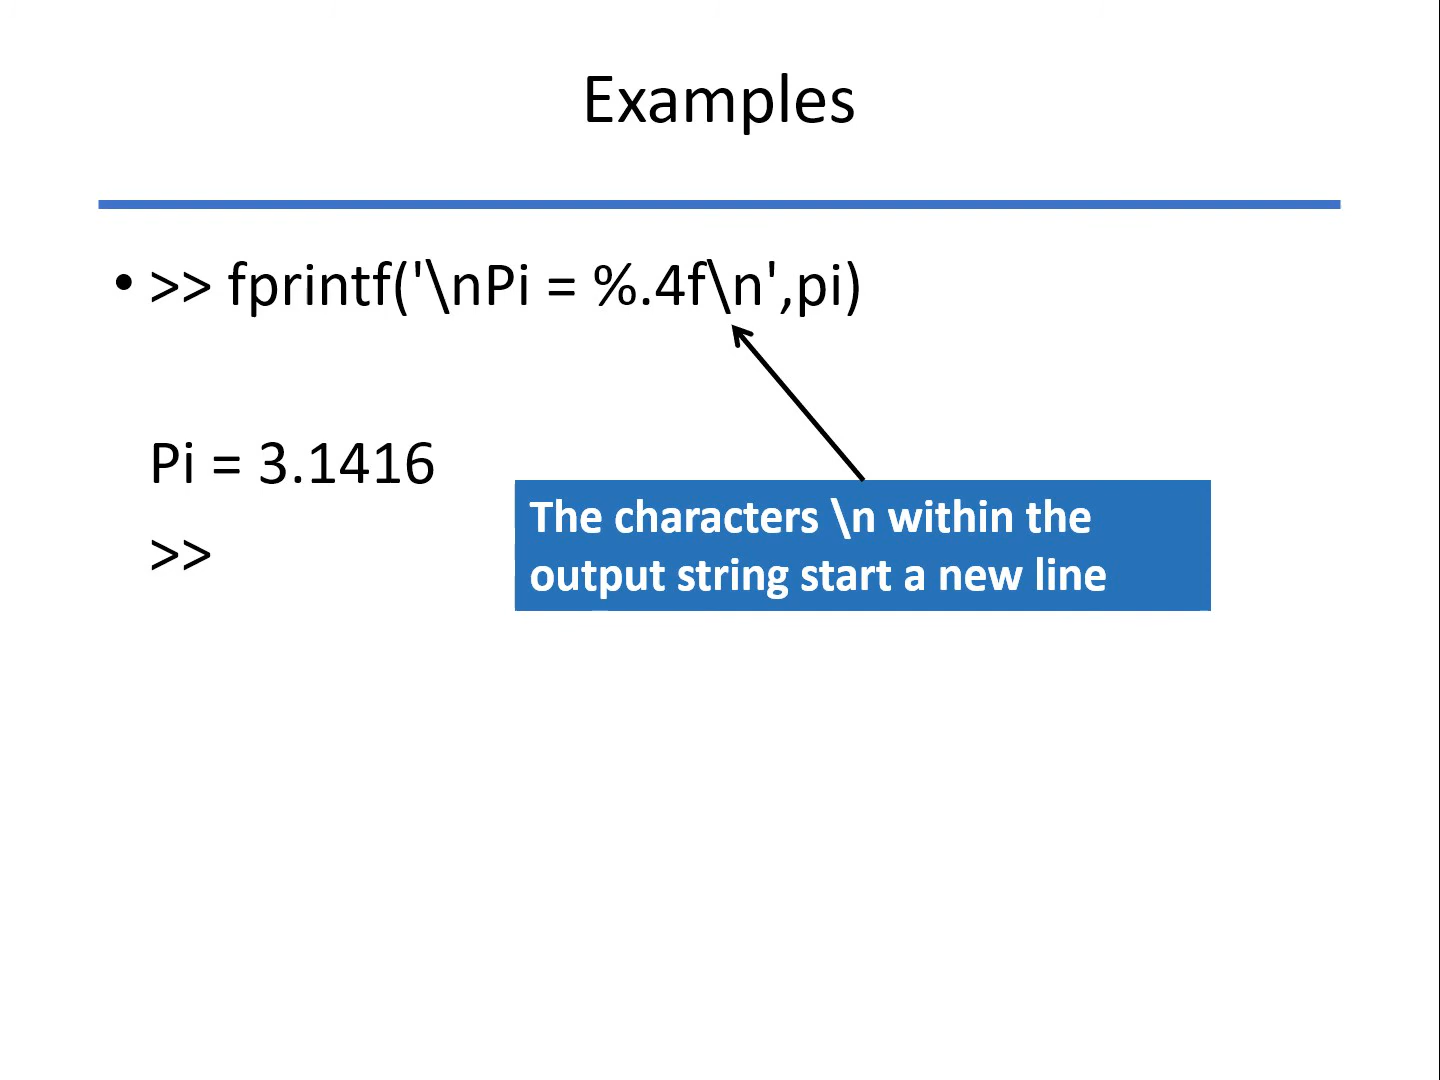 Examples
• >> fprintf('\nPi = %.4f\n',pi)
Pi = 3.1416
>>
The characters \n within the
output string start a new line